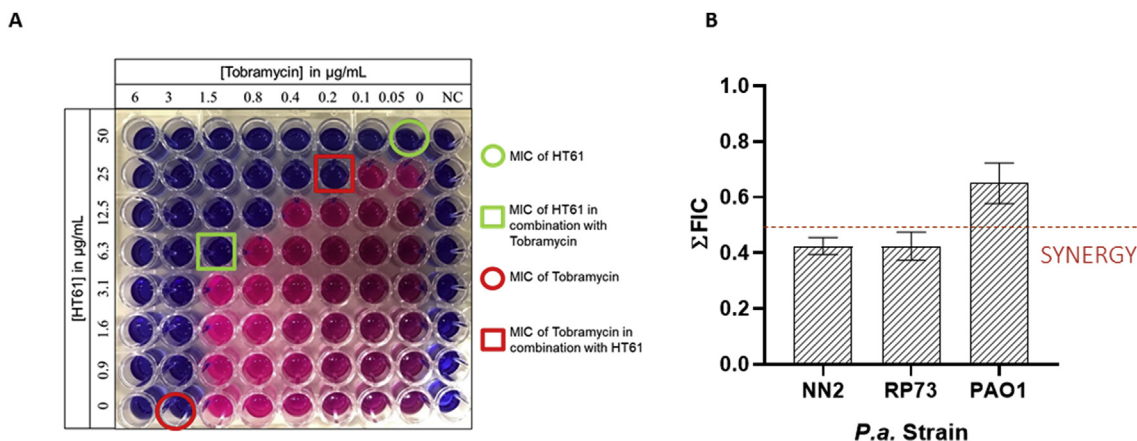 A
B
[Tobramycin] in µg/mL
6 3 1.5 0.8 0.4 0.2 0.1 0.05 0 NC
[HT61] in µg/mL
50
25
12.5
6.3
3.1
1.6
0.9
0
MIC of HT61
MIC of HT61 in
combination with
Tobramycin
MIC of Tobramycin
MIC of Tobramycin in
combination with HT61
ΣFIC
1.0
0.8
0.6
0.4
0.2
0.0
SYNERGY
NN2 RP73 PAO1
P.a. Strain